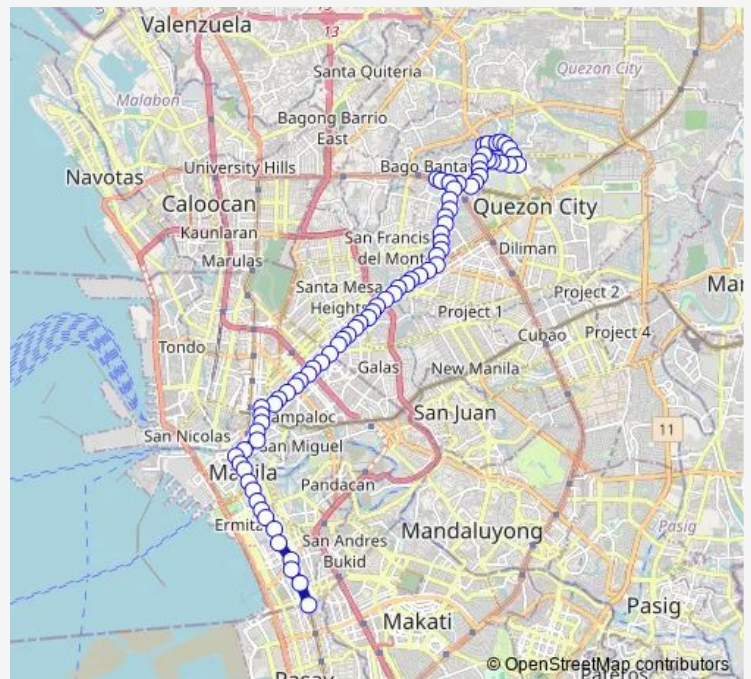 Valenzuela
13
Santa Quiteria
Quezon City
Malabon
Bagong Barrio
East
Navotas
University Hills
Bago Banta
Caloocan
Quezon City
Kaunlaran
San Francis
del Mont
Diliman
Marulas
Santa Mesa
Heights
Project 2
Mar
Project 1
Cubao
Project 4
Tondo
Galas
New Manila
San Juan
ampaloc
San Nicolas
San Miguel
11
Pandacan
Ermita
Mandaluyong
Pasig
San Andres
Bukid
Makati
Pasig
© OpenStreetMap contributors